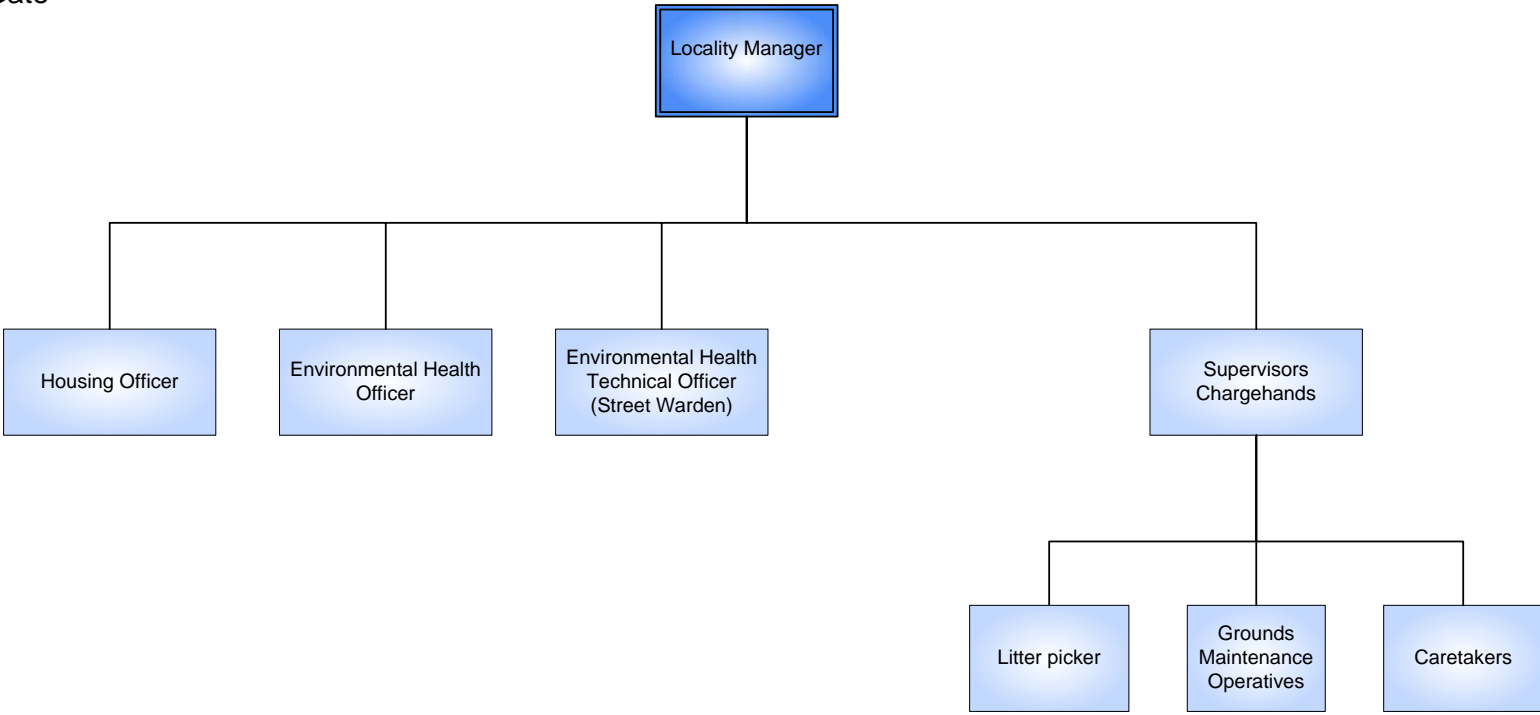 Locality Manager
Housing Officer
Environmental Health
Officer
Environmental Health
Technical Officer
(Street Warden)
Supervisors
Chargehands
Litter picker
Grounds
Maintenance
Operatives
Caretakers